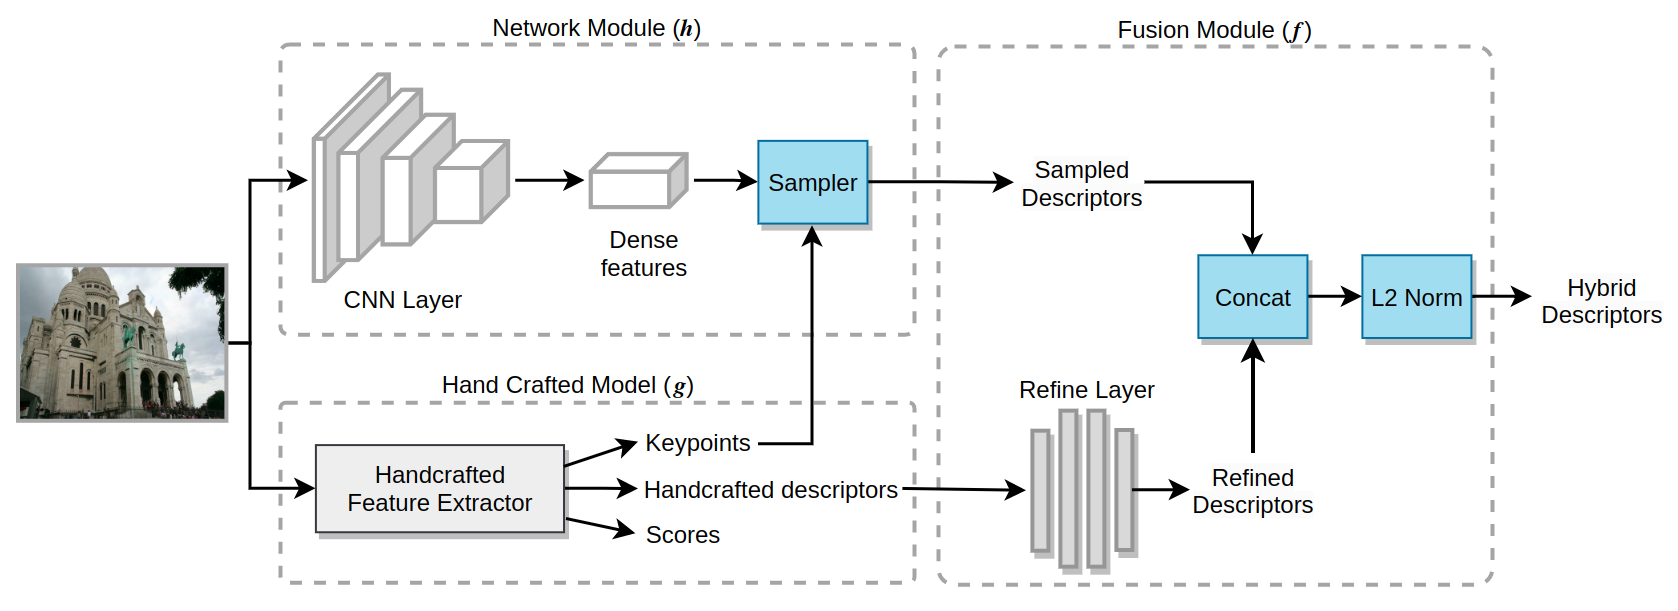 Network Module (h)
Fusion Module (f)
Sampler
Sampled
Descriptors
Dense
features
CNN Layer
Concat
L2 Norm
Hybrid
Descriptors
Hand Crafted Model (g)
Refine Layer
Handcrafted
Feature Extractor
Keypoints
Handcrafted descriptors
Scores
Refined
Descriptors